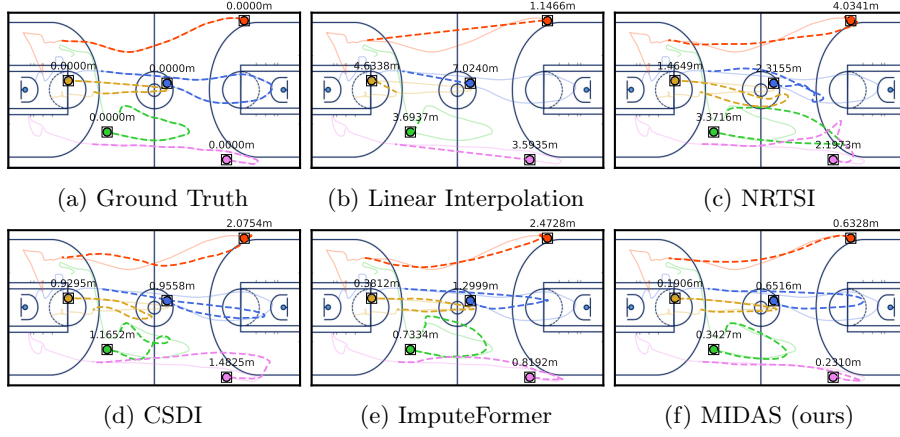 0.0000m 1.1466m 4.0341m
0.0000m 0.0000m 4.6338m 7.0240m 1.4649m 2.3155m
0.0000m 3.6937m 3.3716m
0.0000m 3.5935m 2.1973m
(a) Ground Truth (b) Linear Interpolation (c) NRTSI
2.0754m 2.4728m 0.6328m
0.9295m 0.9558m 0.3812m 1.2999m 0.1906m 0.6516m
1.1652m 0.7334m 0.3427m
1.4825m 0.8192m 0.2310m
(d) CSDI (e) ImputeFormer (f) MIDAS (ours)